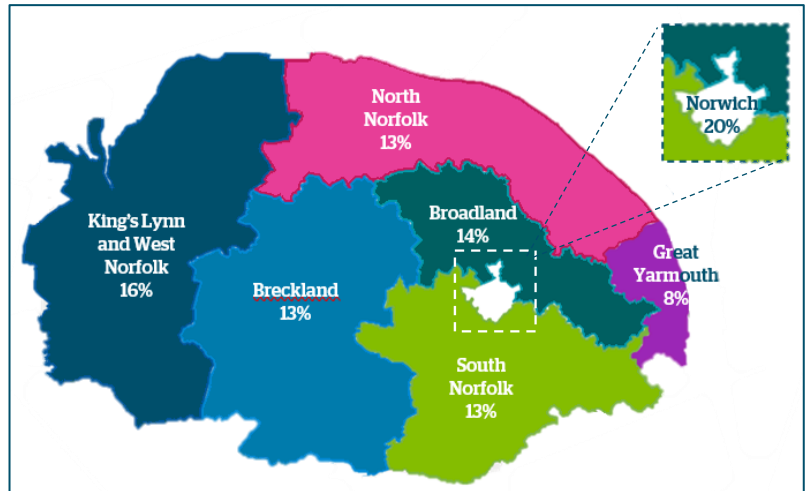 North
Norfolk
13%
Norwich
20%
King's Lynn
and West
Norfolk
16%
Broadland
14%
Great
Yarmouth
8%
Breckland
13%
South
Norfolk
13%